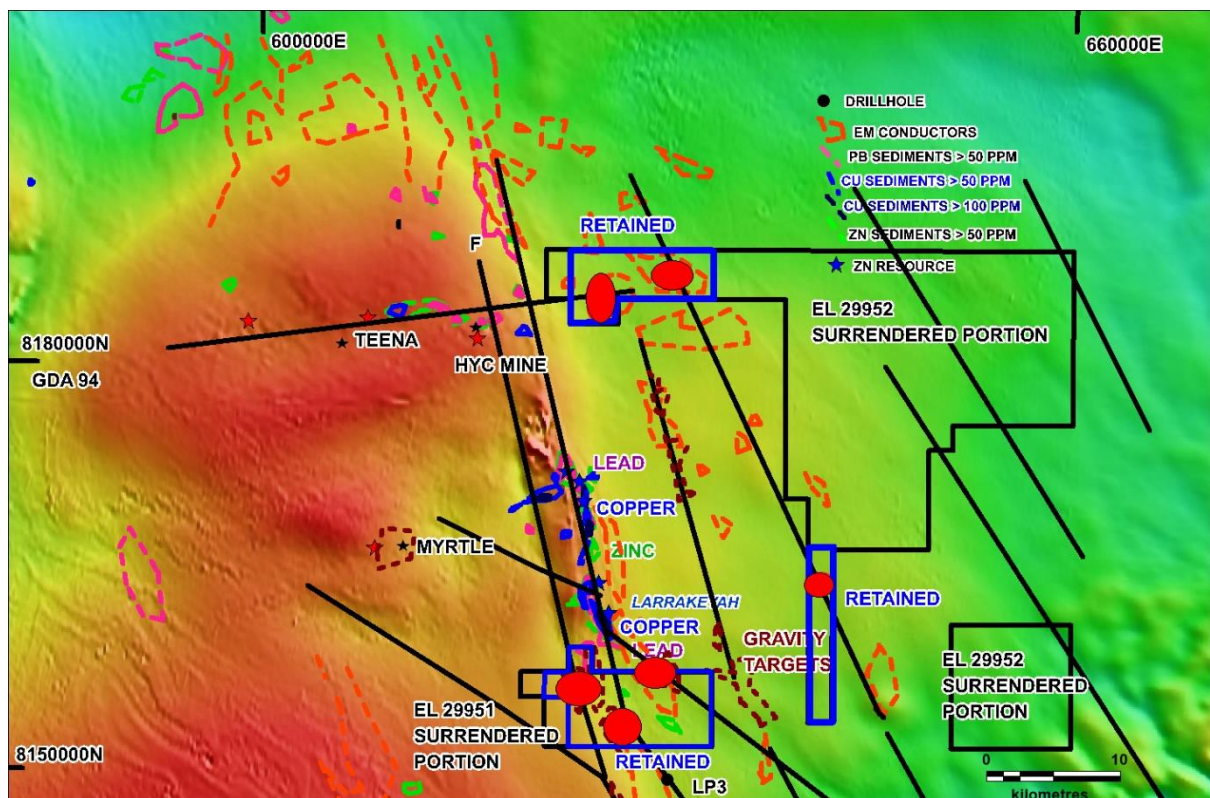 600000E
660000E
DRILLHOLE
EM CONDUCTORS
PB SEDIMENTS > 50 PPM
CU SEDIMENTS > 50 PPM
CU SEDIMENTS > 100 PPM
ZN SEDIMENTS > 50 PPM
ZN RESOURCE
RETAINED
F
EL 29952
SURRENDERED PORTION
8180000N
GDA 94
TEENA
HYC MINE
LEAD
COPPER
ZINC
MYRTLE
LARRAKEYAH
COPPER
LEAD
GRAVITY
TARGETS
RETAINED
EL 29952
SURRENDERED
PORTION
EL 29951
SURRENDERED
PORTION
RETAINED
8150000N
LP3
0
10
kilometres